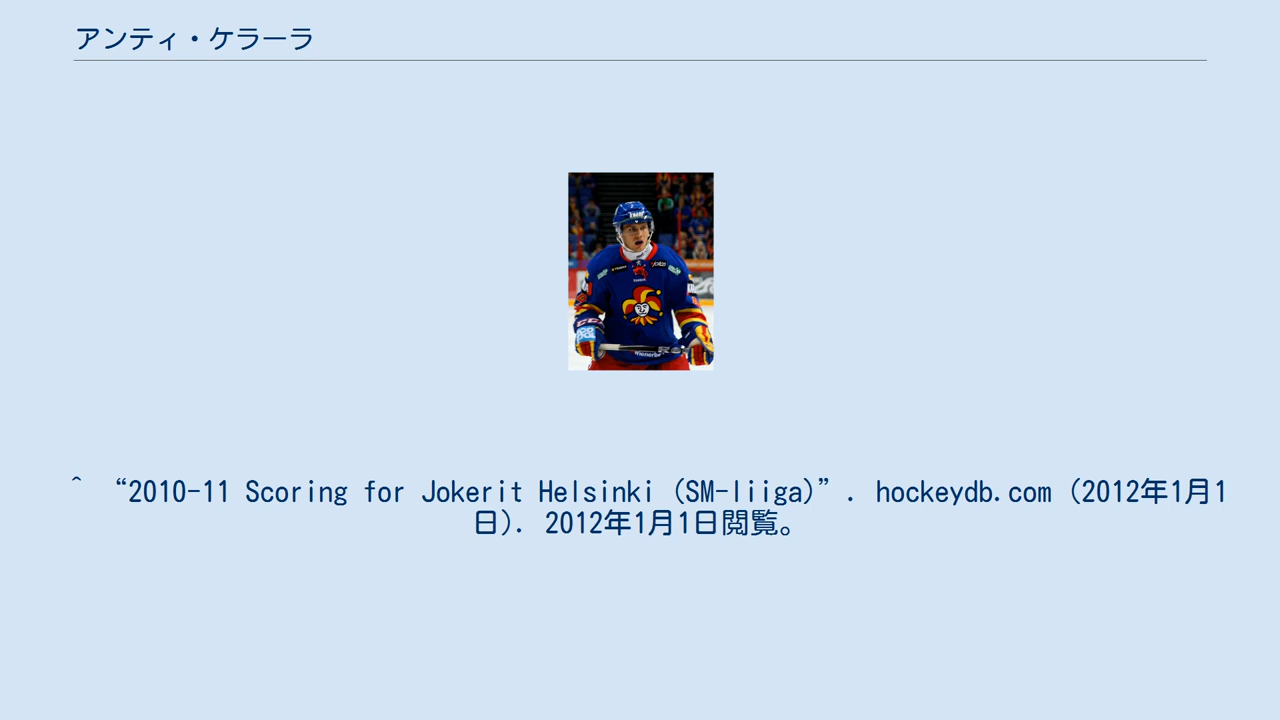 アンティ・ケラーラ
^ “2010-11 Scoring for Jokerit Helsinki (SM-liiga)”. hockeydb.com (2012年1月1
日). 2012年1月1日閲覧。